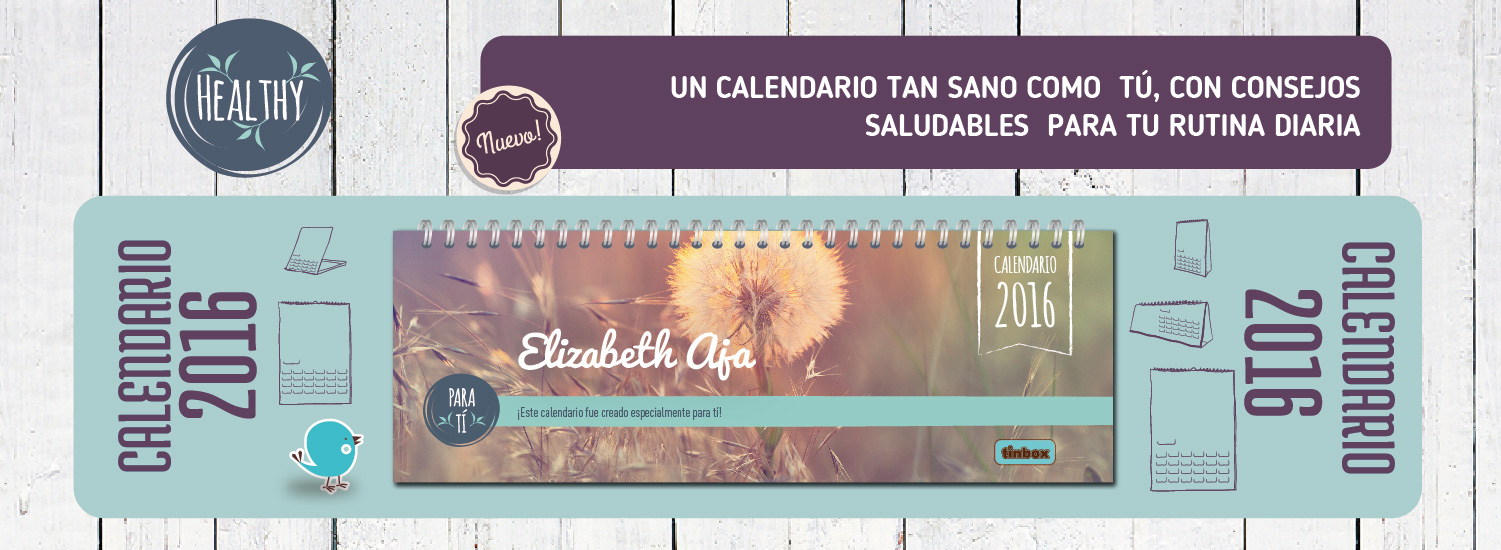 HEALTHY
UN CALENDARIO TAN SANO COMO TÚ, CON CONSEJOS
SALUDABLES PARA TU RUTINA DIARIA
Nuevo!
CALENDARIO
2016
CALENDARIO
2016
Elizabeth Aja
PARA
TÍ
¡Este calendario fue creado especialmente para tí!
tinbox
CALENDARIO
2016